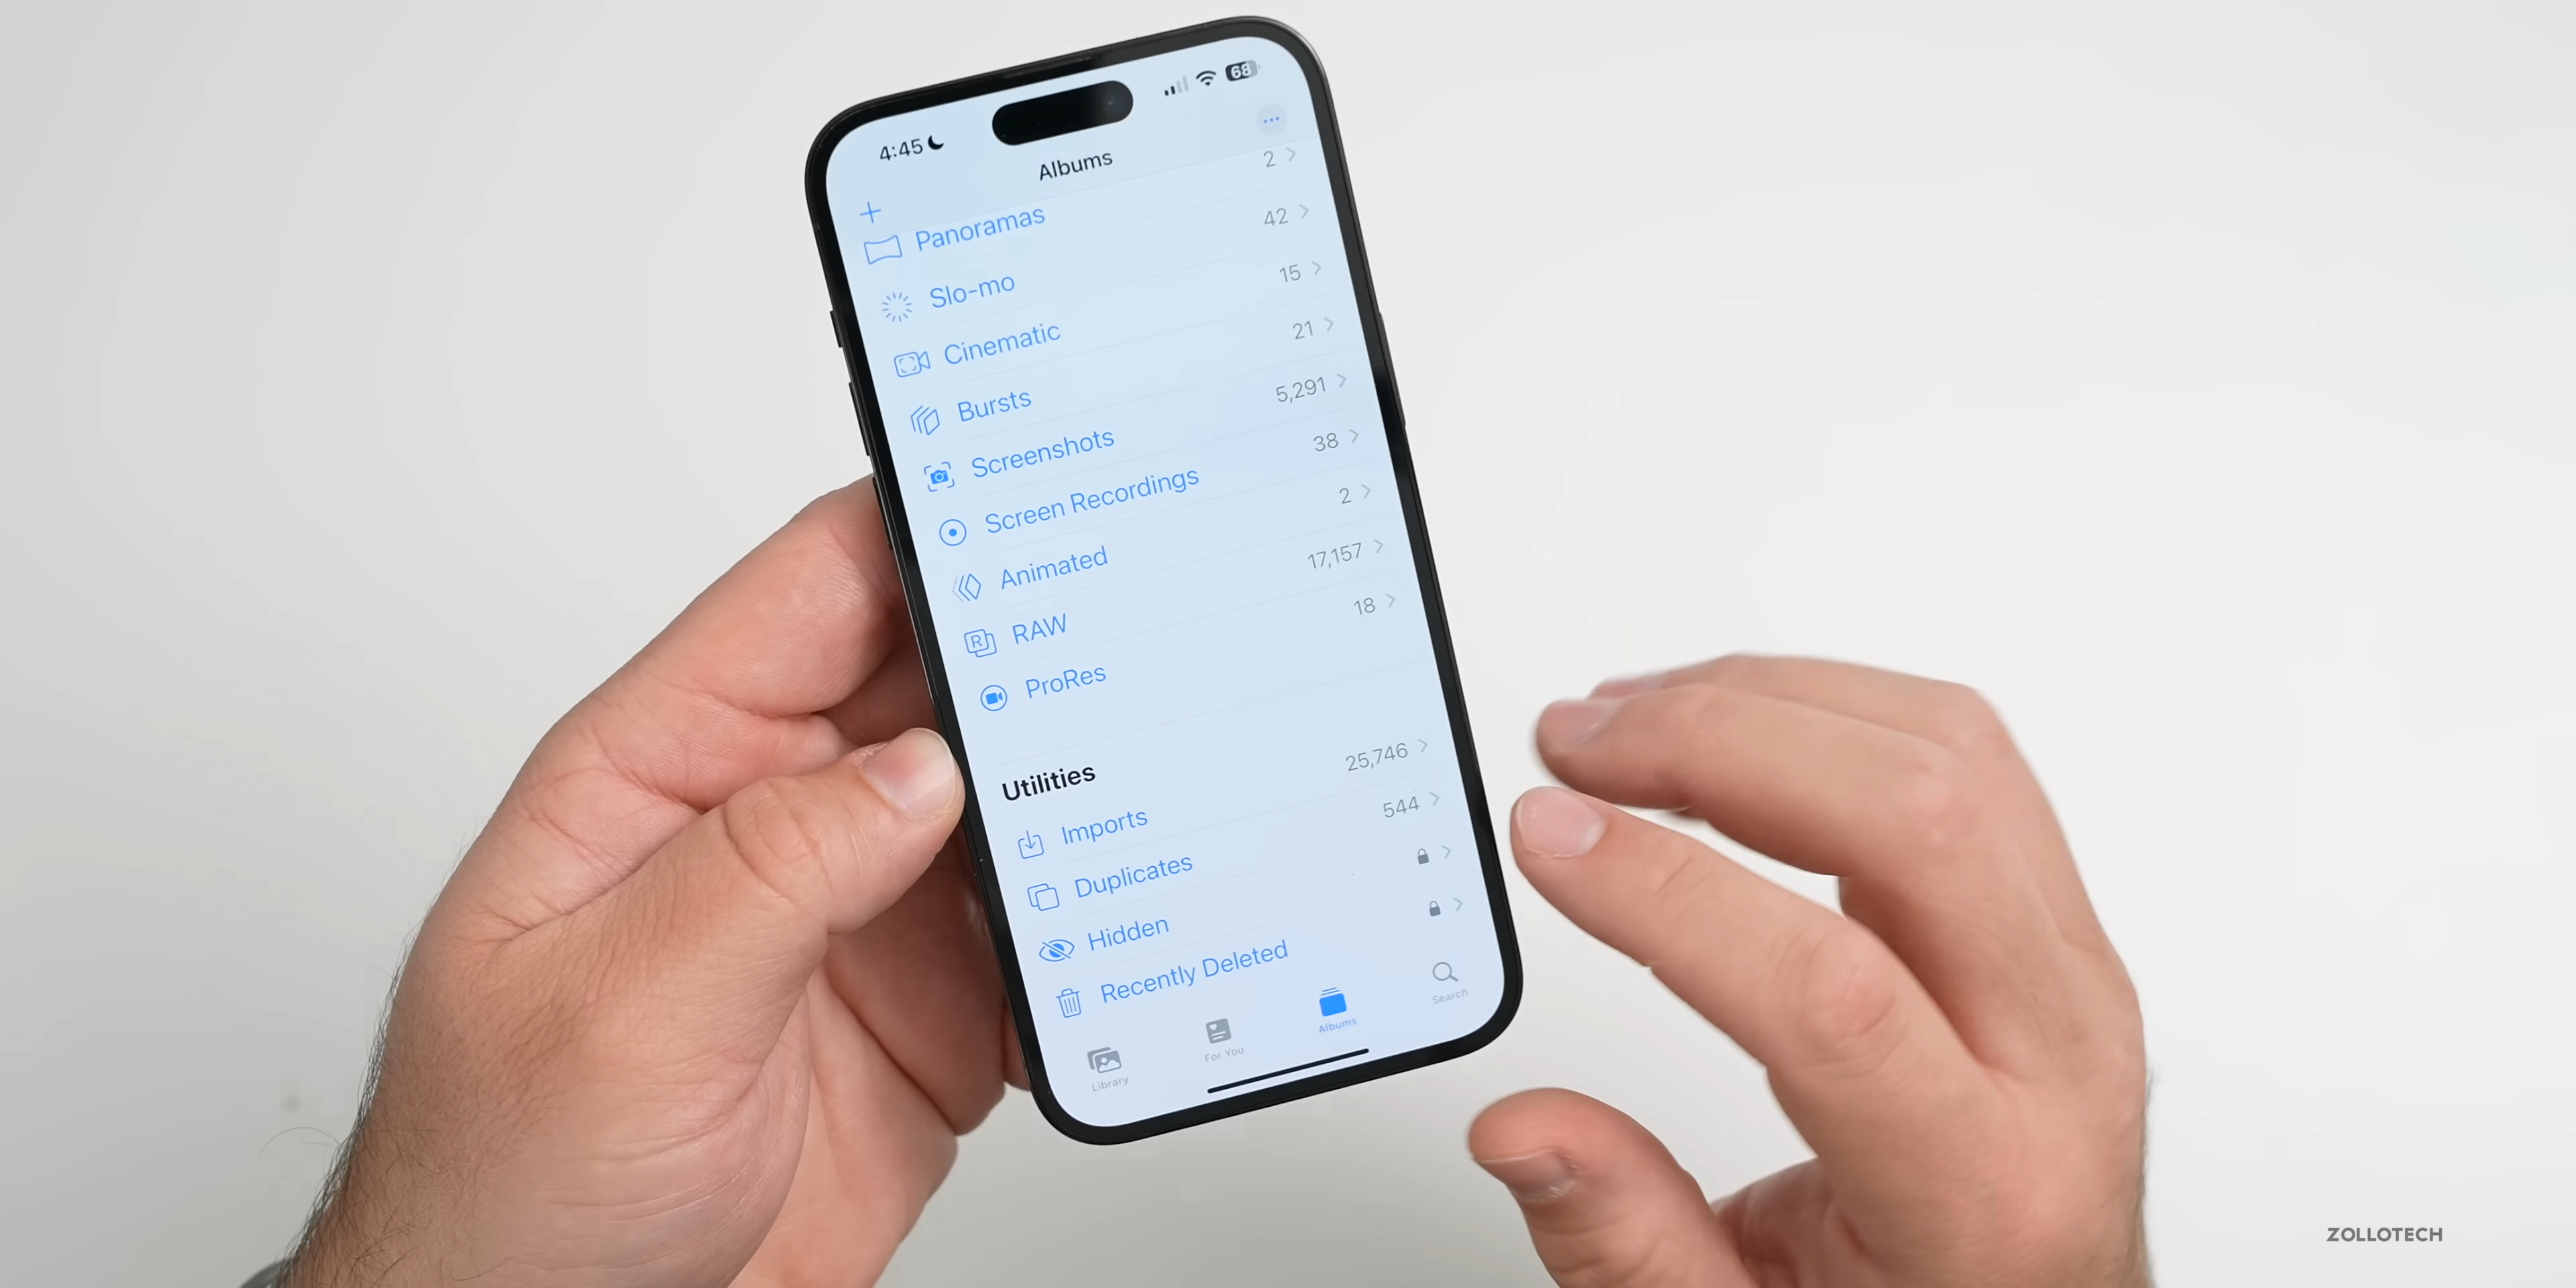 4:45 68
Albums
Panoramas 2
Slo-mo 42
Cinematic 15
Bursts 21
Screenshots 5,291
Screen Recordings 38
Animated 2
RAW 17,157
ProRes 18
Utilities
Imports 25,746
Duplicates 544
Hidden
Recently Deleted
Library For You Albums Search
ZOLLOTECH